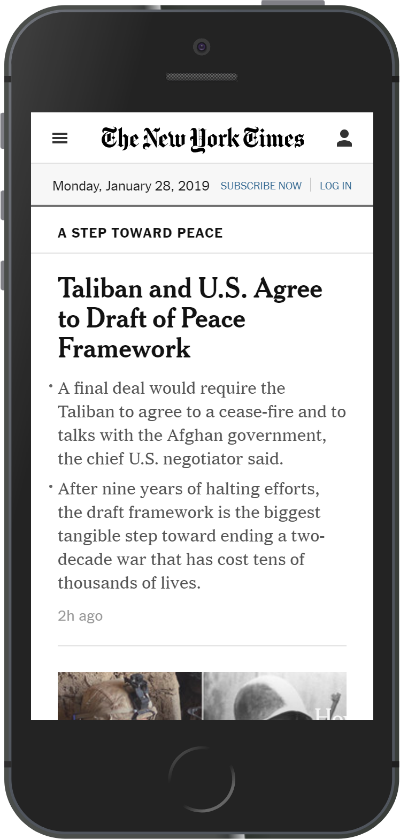 The New York Times
Monday, January 28, 2019 SUBSCRIBE NOW LOG IN
A STEP TOWARD PEACE
Taliban and U.S. Agree
to Draft of Peace
Framework
• A final deal would require the
Taliban to agree to a cease-fire and to
talks with the Afghan government,
the chief U.S. negotiator said.
• After nine years of halting efforts,
the draft framework is the biggest
tangible step toward ending a two-
decade war that has cost tens of
thousands of lives.
2h ago